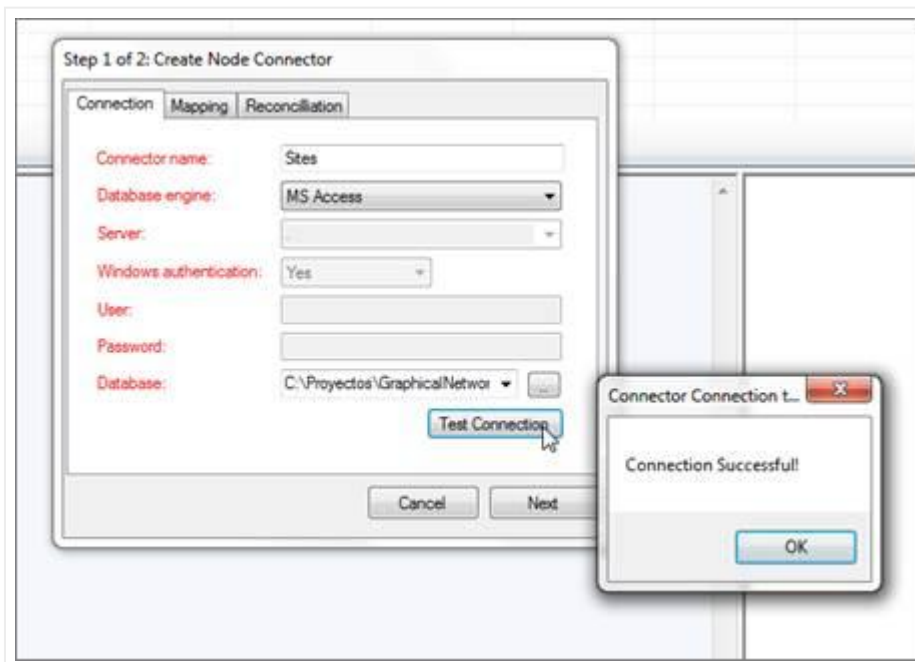 Step 1 of 2: Create Node Connector
Connection Mapping Reconciliation
Connector name: Sites
Database engine: MS Access
Server: .
Windows authentication: Yes
User:
Password:
Database: C:\Proyectos\GraphicalNetwor ...
Test Connection
Cancel Next
Connector Connection t...
Connection Successful!
OK